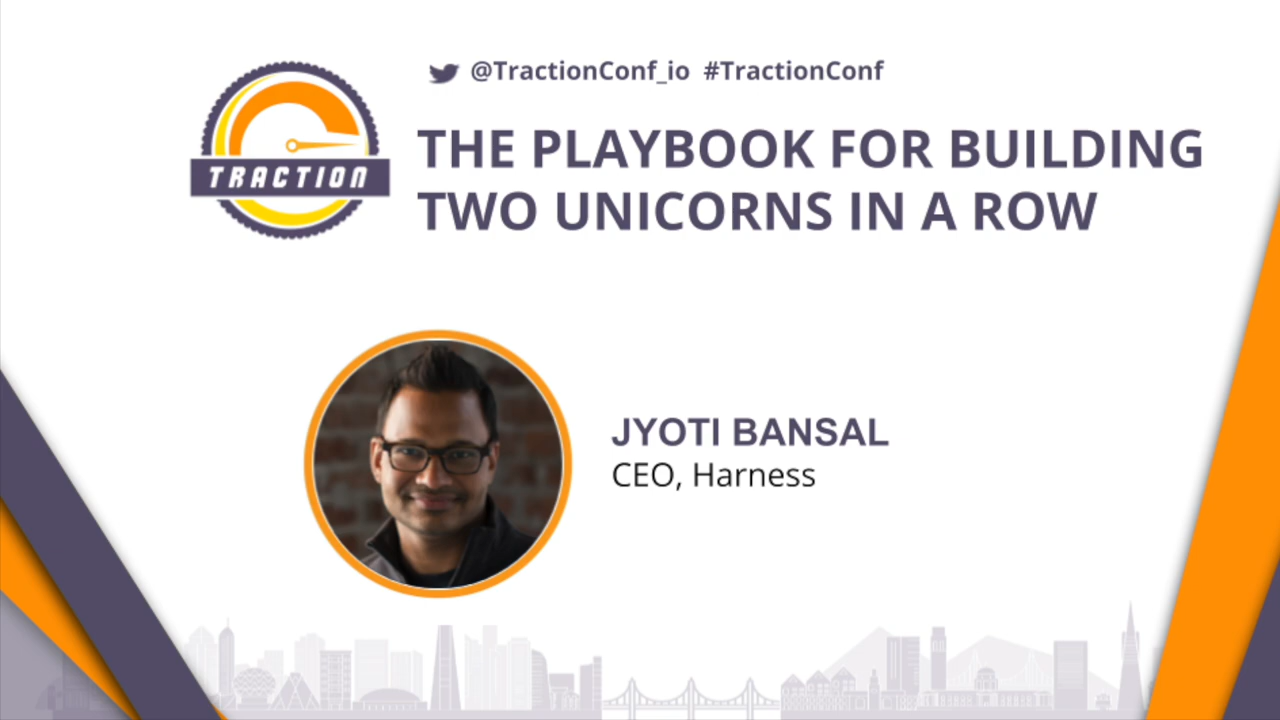 @TractionConf_io #TractionConf
TRACTION
THE PLAYBOOK FOR BUILDING
TWO UNICORNS IN A ROW
JYOTI BANSAL
CEO, Harness